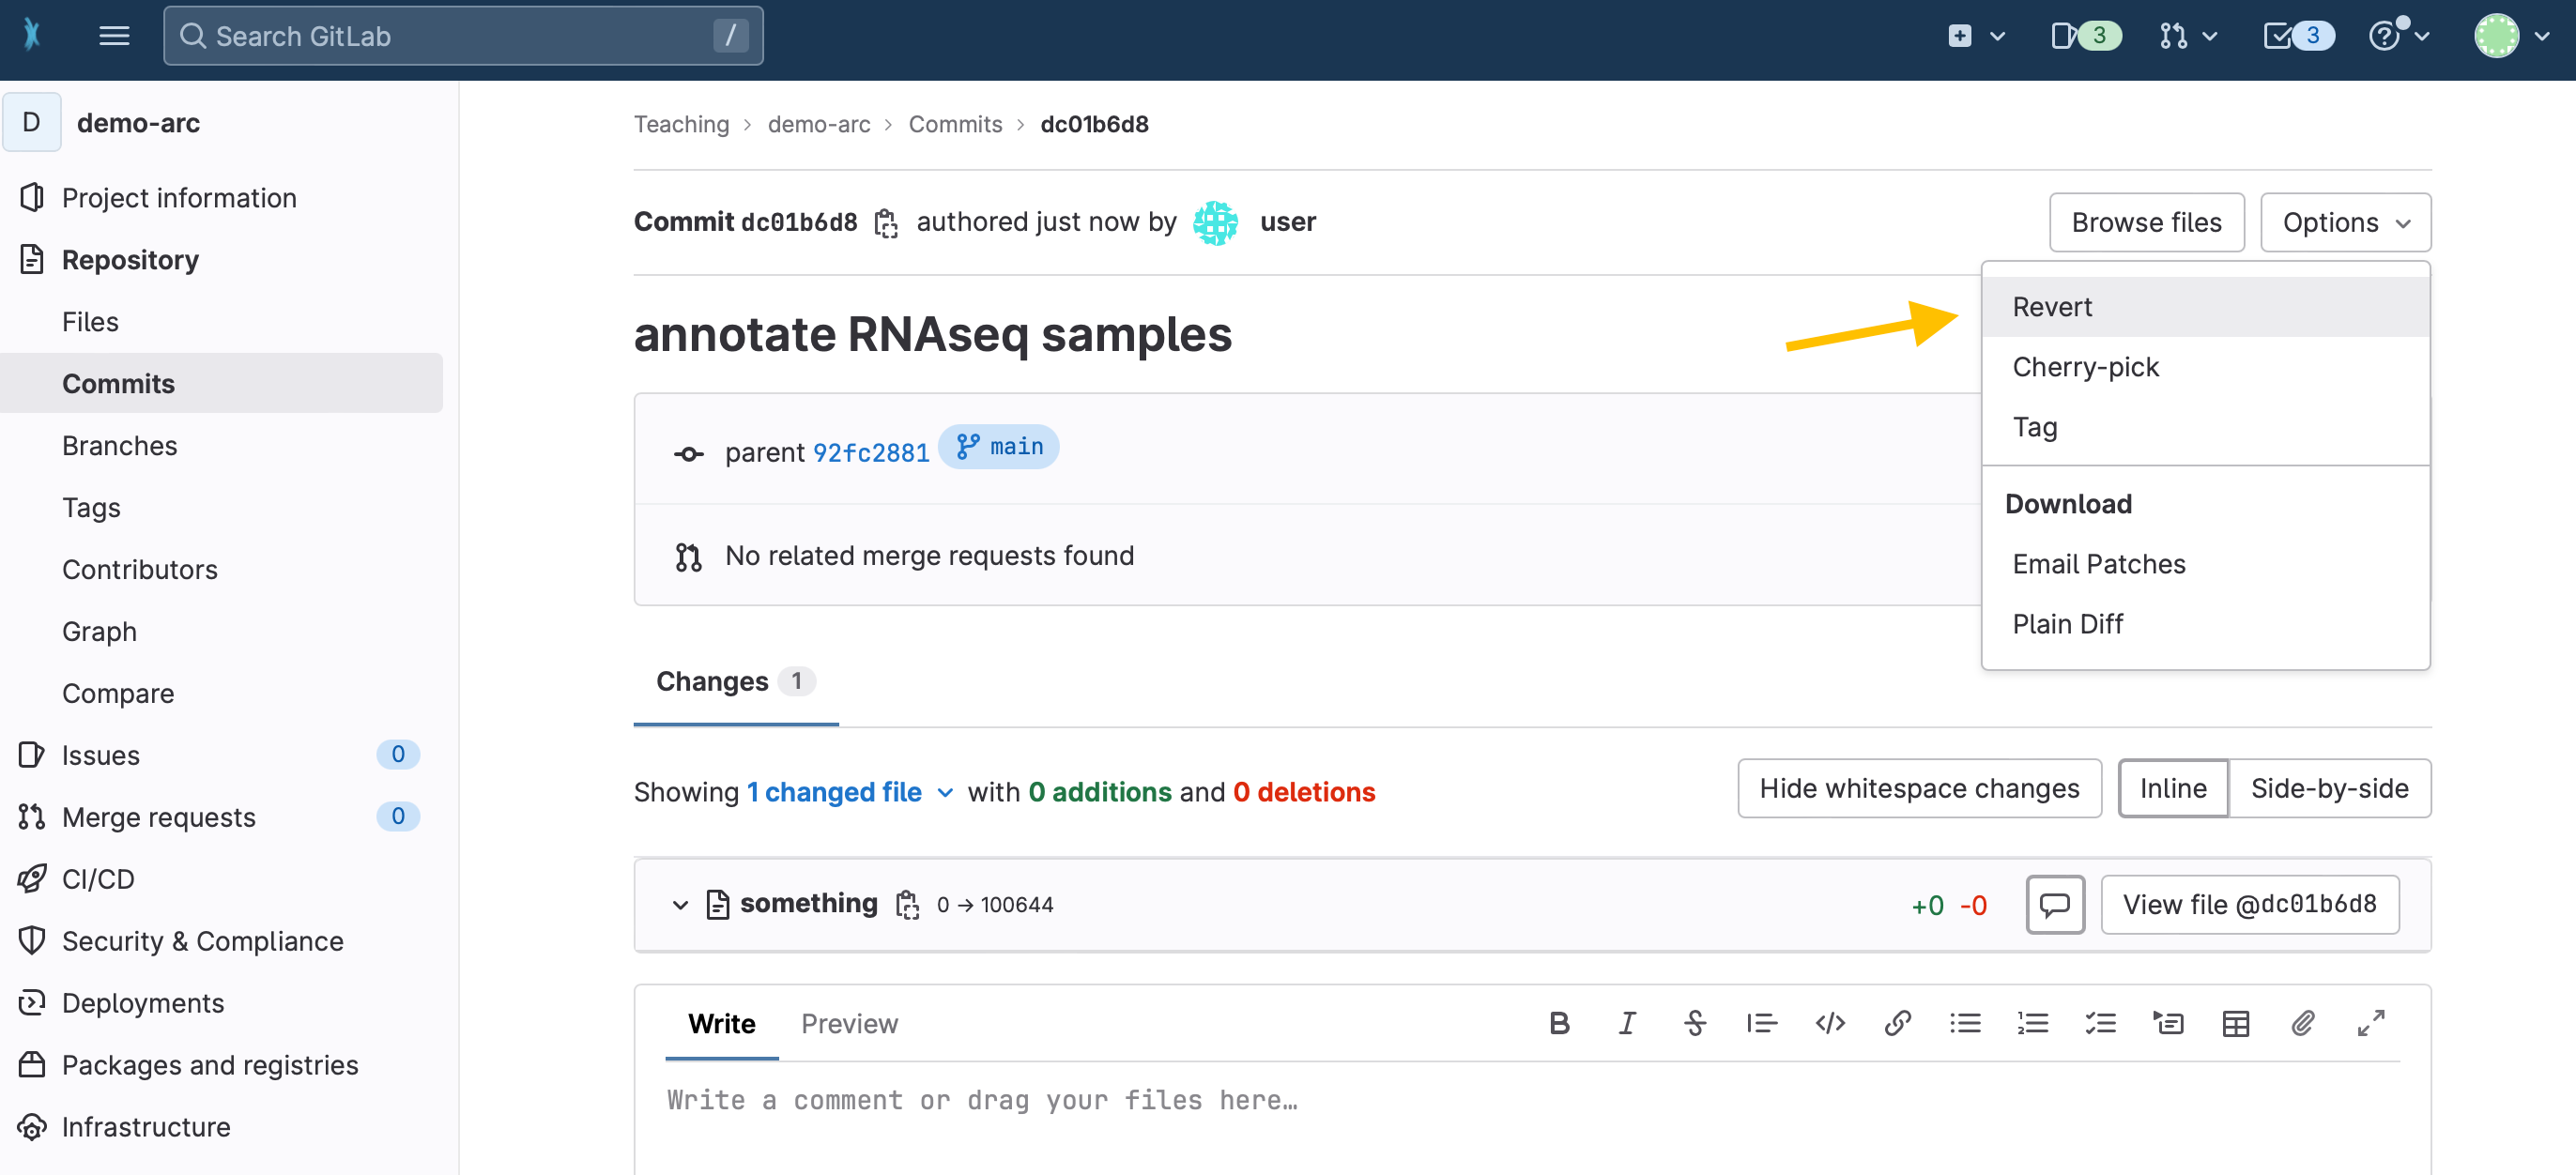 Search GitLab /
3
3
D demo-arc
Project information
Repository
Files
Commits
Branches
Tags
Contributors
Graph
Compare
Issues 0
Merge requests 0
CI/CD
Security & Compliance
Deployments
Packages and registries
Infrastructure
Teaching > demo-arc > Commits > dc01b6d8
Commit dc01b6d8 authored just now by user
Browse files
Options
Revert
Cherry-pick
Tag
Download
Email Patches
Plain Diff
annotate RNAseq samples
parent 92fc2881 main
No related merge requests found
Changes 1
Showing 1 changed file with 0 additions and 0 deletions
Hide whitespace changes
Inline
Side-by-side
something 0 → 100644
+0 -0
View file @dc01b6d8
Write Preview
Write a comment or drag your files here…